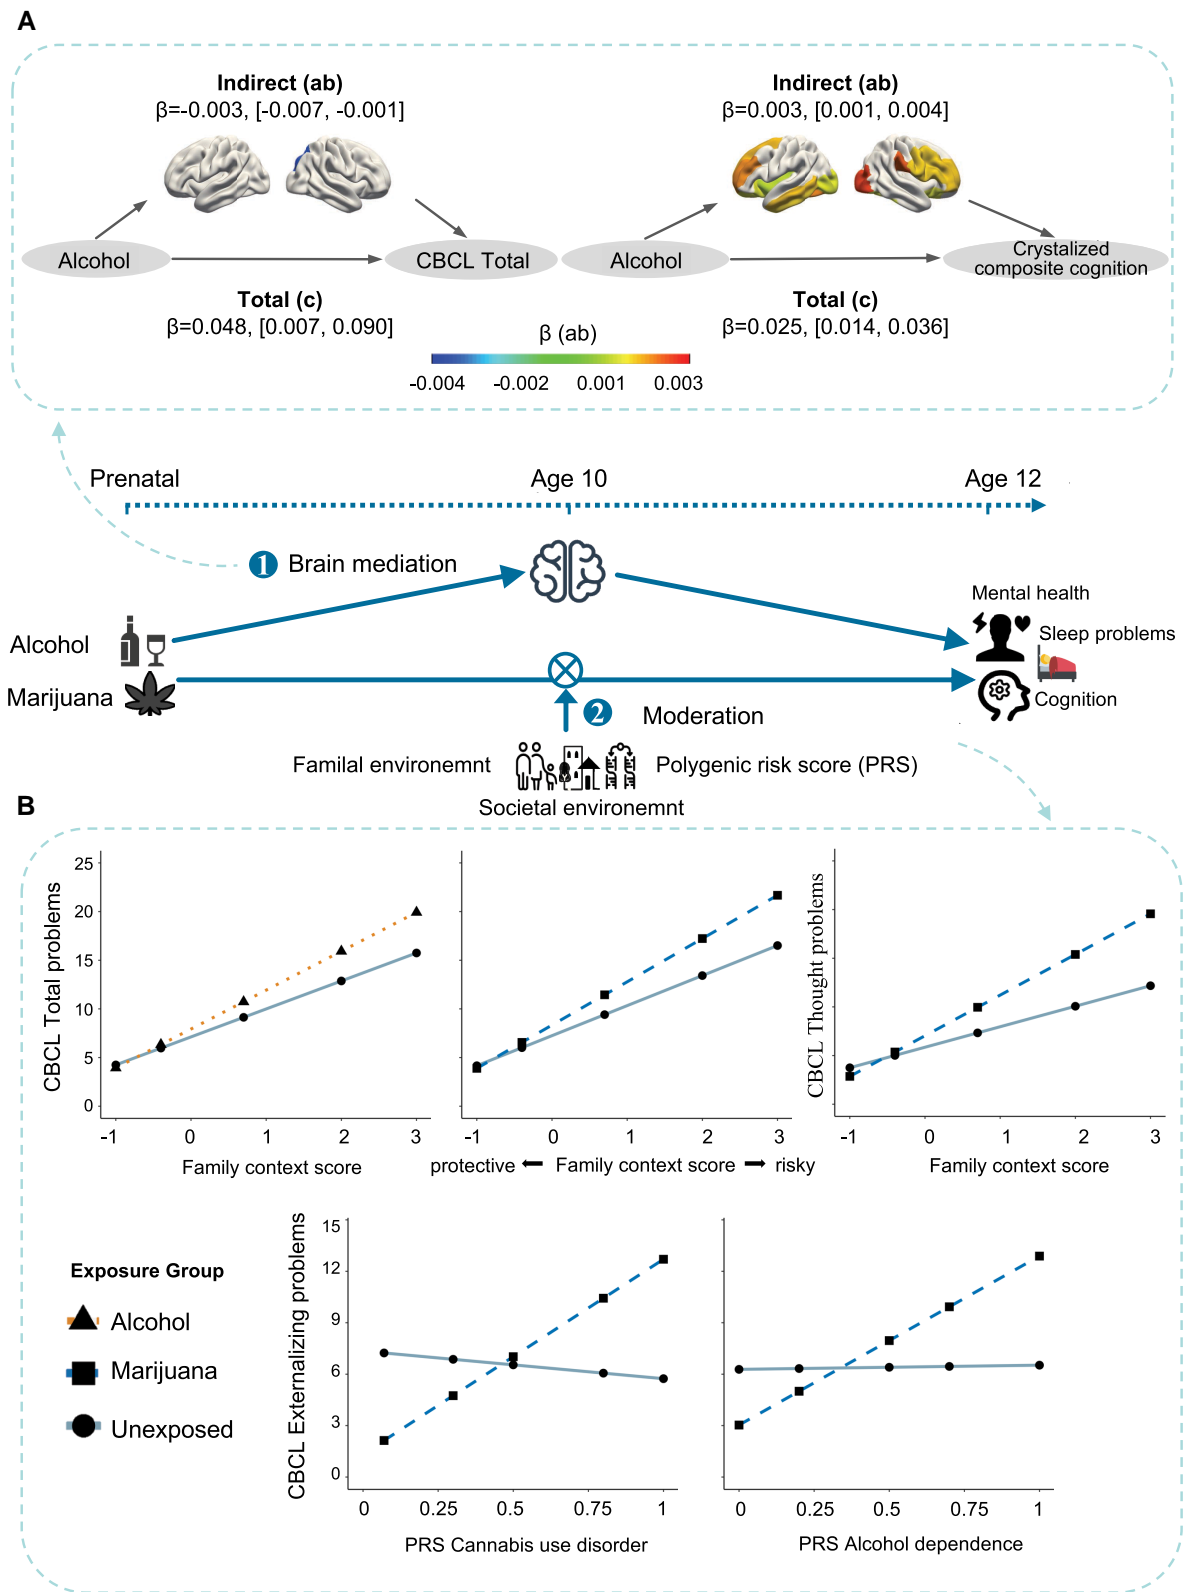 A
Indirect (ab)
β=-0.003, [-0.007, -0.001]
Indirect (ab)
β=0.003, [0.001, 0.004]
Alcohol
CBCL Total
Alcohol
Crystalized
composite cognition
Total (c)
β=0.048, [0.007, 0.090]
Total (c)
β=0.025, [0.014, 0.036]
β (ab)
-0.004 -0.002 0.001 0.003
Prenatal
Age 10
Age 12
1 Brain mediation
Mental health
Sleep problems
Cognition
Alcohol
Marijuana
2 Moderation
Familal environemnt
Polygenic risk score (PRS)
Societal environemnt
B
CBCL Total problems
25
20
15
10
5
0
-1 0 1 2 3
Family context score
-1 0 1 2 3
protective Family context score risky
CBCL Thought problems
-1 0 1 2 3
Family context score
Exposure Group
Alcohol
Marijuana
Unexposed
CBCL Externalizing problems
15
12
9
6
3
0
0 0.25 0.5 0.75 1
PRS Cannabis use disorder
0 0.25 0.5 0.75 1
PRS Alcohol dependence